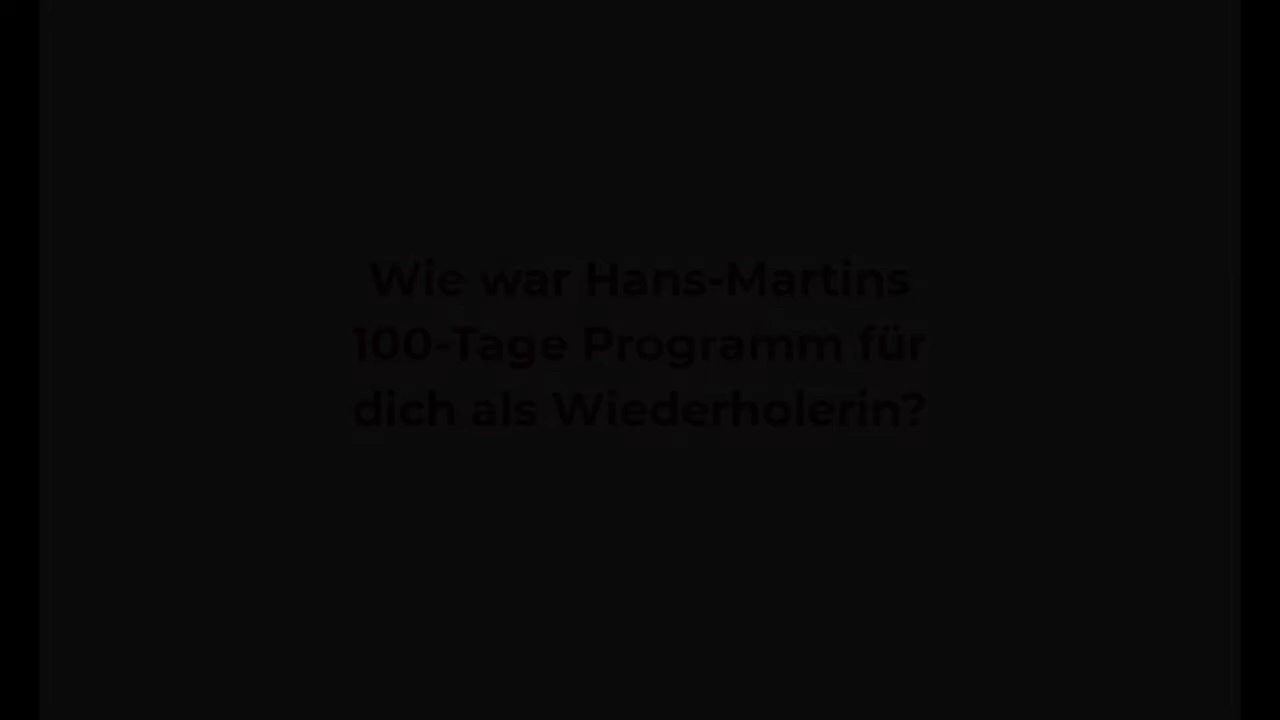 Wie war Hans-Martins
100-Tage Programm für
dich als Wiederholerin?